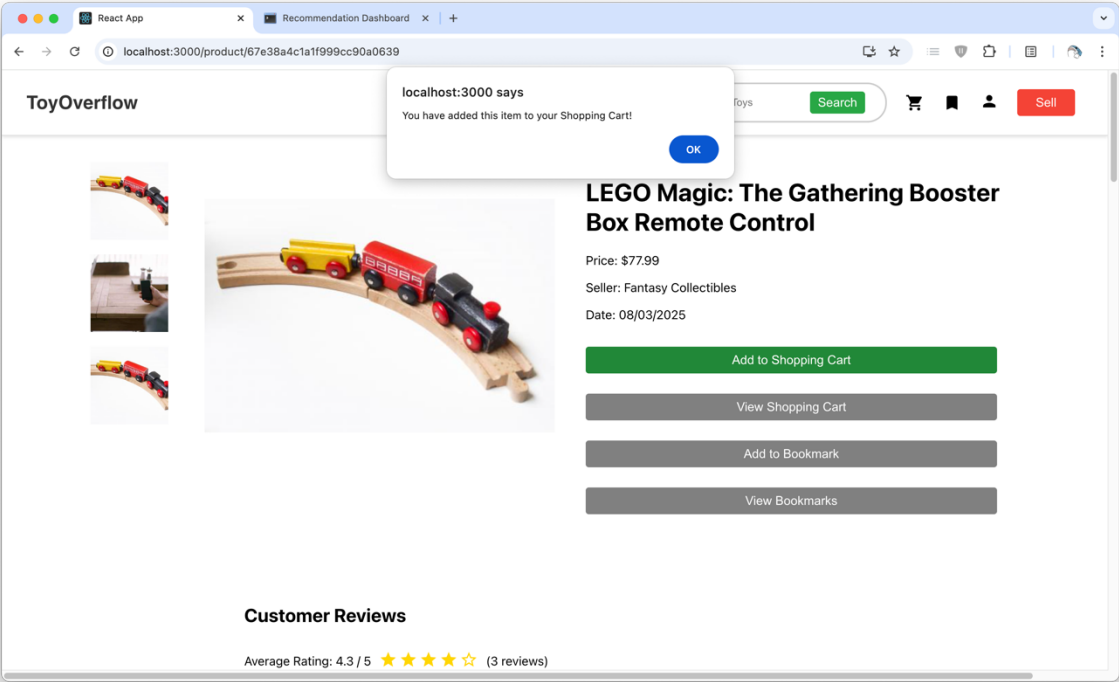 React App
Recommendation Dashboard
localhost:3000/product/67e38a4c1a1f999cc90a0639
localhost:3000 says
You have added this item to your Shopping Cart!
OK
ToyOverflow
Toys
Search
Sell
LEGO Magic: The Gathering Booster
Box Remote Control
Price: $77.99
Seller: Fantasy Collectibles
Date: 08/03/2025
Add to Shopping Cart
View Shopping Cart
Add to Bookmark
View Bookmarks
Customer Reviews
Average Rating: 4.3 / 5 (3 reviews)